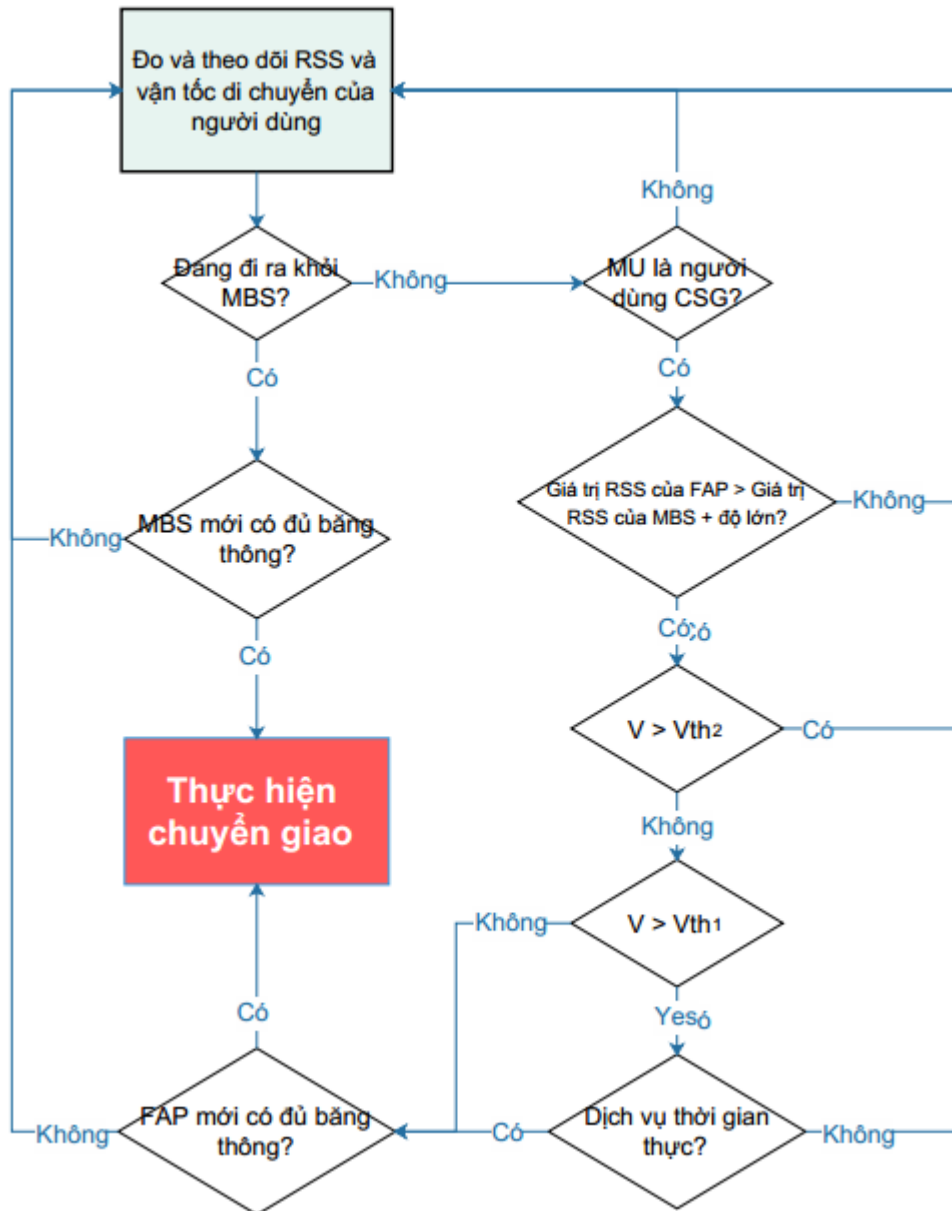 Đo và theo dõi RSS và
vận tốc di chuyển của
người dùng
Không
Đang đi ra khỏi
MBS?
Không
MU là người
dùng CSG?
Có
Có
Giá trị RSS của FAP > Giá trị
RSS của MBS + độ lớn?
Không
MBS mới có đủ băng
thông?
Không
Có
Có
Có
V > Vth2
Có
Thực hiện
chuyển giao
Không
V > Vth1
Không
Yes
Có
FAP mới có đủ băng
thông?
Không
Có
Dịch vụ thời gian
thực?
Không